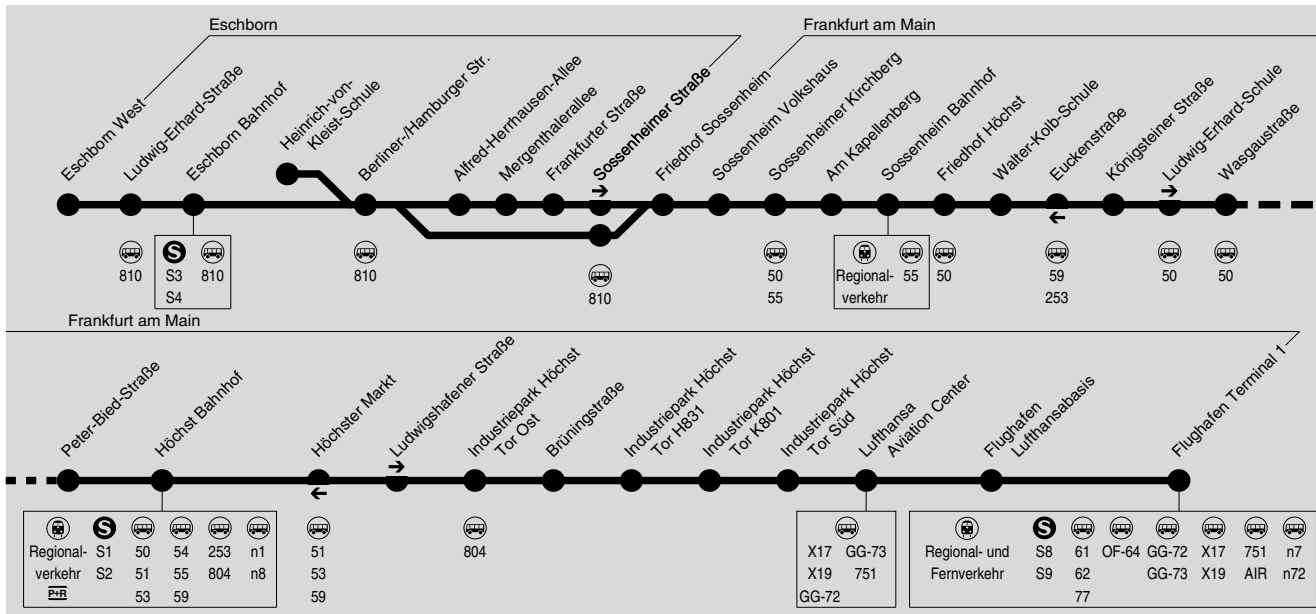 Eschborn
Frankfurt am Main
Eschborn West
Ludwig-Erhard-Straße
Eschborn Bahnhof
Heinrich-von-
Kleist-Schule
Berliner-/Hamburger Str.
Alfred-Herrhausen-Allee
Mergenthalerallee
Frankfurter Straße
Sossenheimer Straße
Friedhof Sossenheim
Sossenheim Volkshaus
Sossenheimer Kirchberg
Am Kapellenberg
Sossenheim Bahnhof
Friedhof Höchst
Walter-Kolb-Schule
Euckenstraße
Königsteiner Straße
Ludwig-Erhard-Schule
Wasgaustraße
810
S
S3 810
S4
810
810
50
55
Regional- 55
verkehr
50
59
253
50
50
Frankfurt am Main
Peter-Bied-Straße
Höchst Bahnhof
Höchster Markt
Ludwigshafener Straße
Industriepark Höchst
Tor Ost
Brüningstraße
Industriepark Höchst
Tor H831
Industriepark Höchst
Tor K801
Industriepark Höchst
Tor Süd
Lufthansa
Aviation Center
Flughafen
Lufthansabasis
Flughafen Terminal 1
S
Regional- S1 50 54 253 n1
verkehr S2 51 55 804 n8
P+R 53 59
51
53
59
804
X17 GG-73
X19 751
GG-72
S
Regional- und S8 61 OF-64 GG-72 X17 751 n7
Fernverkehr S9 62 GG-73 X19 AIR n72
77